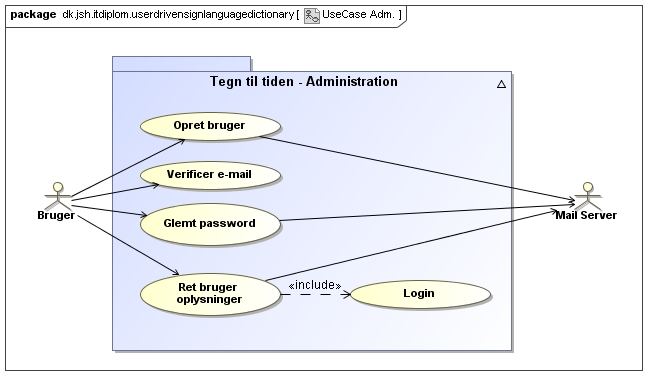 package dk.jsh.itdiplom.userdrivensignlanguagedictionary [ UseCase Adm. ]
Tegn til tiden - Administration
Opret bruger
Verificer e-mail
Bruger
Mail Server
Glemt password
Ret bruger
oplysninger
«include»
Login